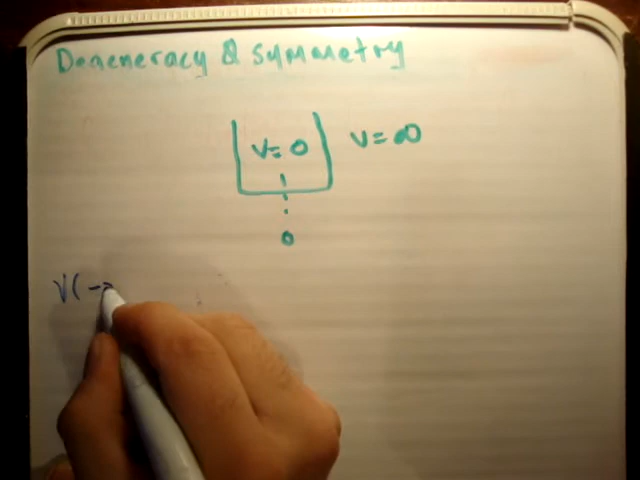 Degeneracy & Symmetry
V = 0 V = ∞
0
V(-